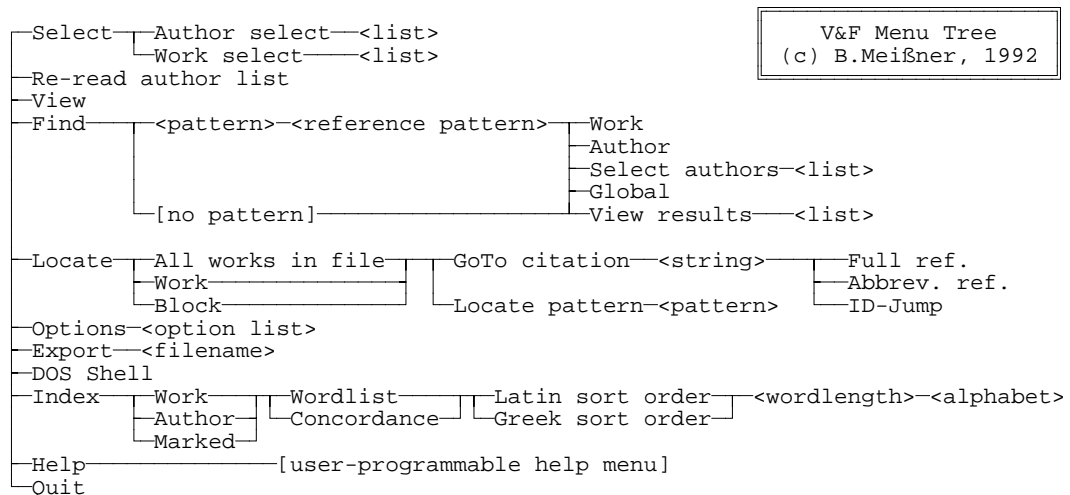 V&F Menu Tree
(c) B.Meißner, 1992
Select Author select <list>
Work select <list>
Re-read author list
View
Find <pattern> <reference pattern> Work
Author
Select authors <list>
Global
[no pattern] View results <list>
Locate All works in file GoTo citation <string> Full ref.
Work Abbrev. ref.
Block Locate pattern <pattern> ID-Jump
Options <option list>
Export <filename>
DOS Shell
Index Work Wordlist Latin sort order <wordlength> <alphabet>
Author Concordance Greek sort order
Marked
Help [user-programmable help menu]
Quit